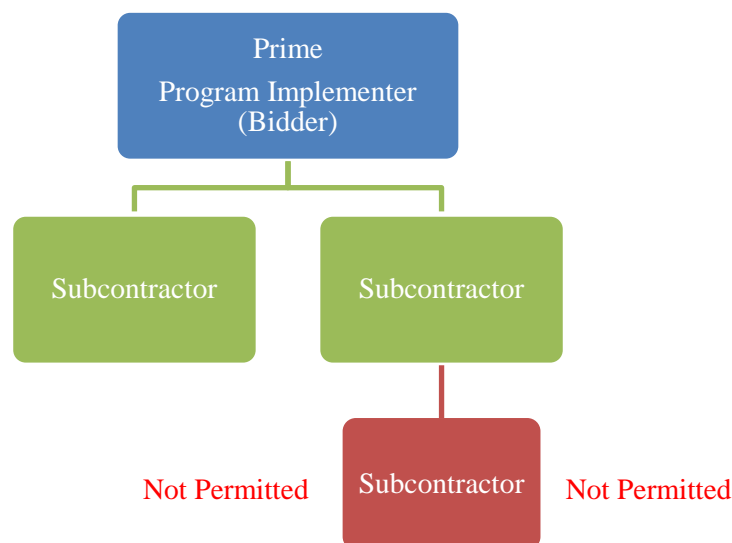 Prime
Program Implementer
(Bidder)
Subcontractor
Subcontractor
Not Permitted
Subcontractor
Not Permitted